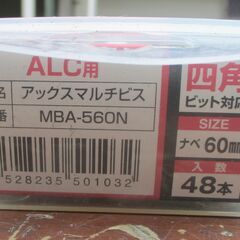 ALC用
四角
ビット対応
名 アックスマルチビス
番 MBA-560N
SIZE
ナベ 60mm
入数
48本
528235 501032